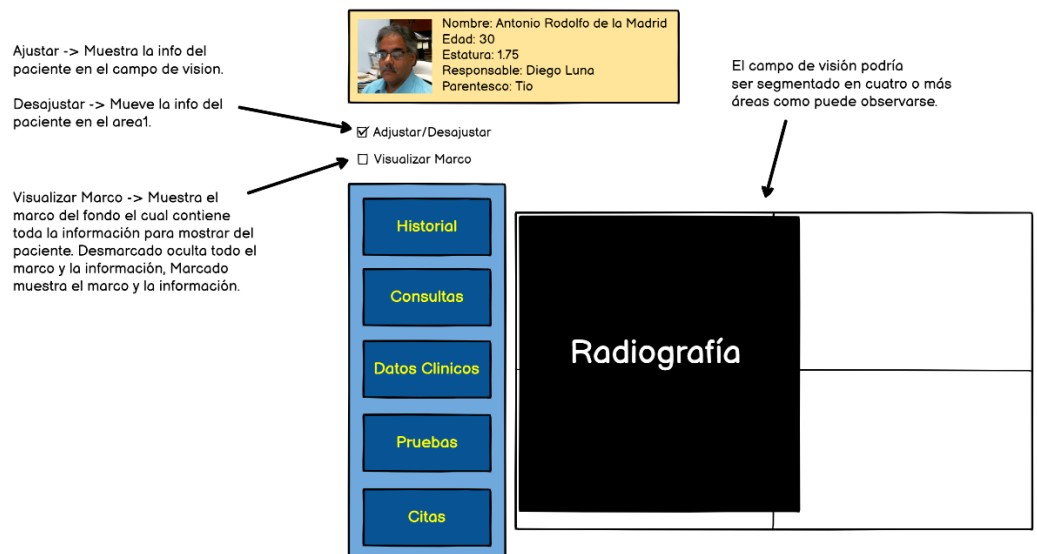 Nombre: Antonio Rodolfo de la Madrid
Edad: 30
Estatura: 1.75
Responsable: Diego Luna
Parentesco: Tio
Ajustar -> Muestra la info del
paciente en el campo de vision.
Desajustar -> Mueve la info del
paciente en el area1.
El campo de visión podría
ser segmentado en cuatro o más
áreas como puede observarse.
Adjustar/Desajustar
Visualizar Marco
Visualizar Marco -> Muestra el
marco del fondo el cual contiene
toda la información para mostrar del
paciente. Desmarcado oculta todo el
marco y la información, Marcado
muestra el marco y la información.
Historial
Consultas
Datos Clinicos
Pruebas
Citas
Radiografía